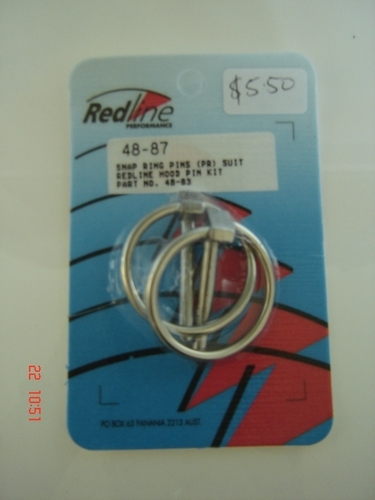 Redline
PERFORMANCE
$5.50
48-87
SNAP RING PINS (PR) SUIT
REDLINE HOOD PIN KIT
PART NO. 48-83
22 10:51
PO BOX 62 PANANIA 2213 AUST.